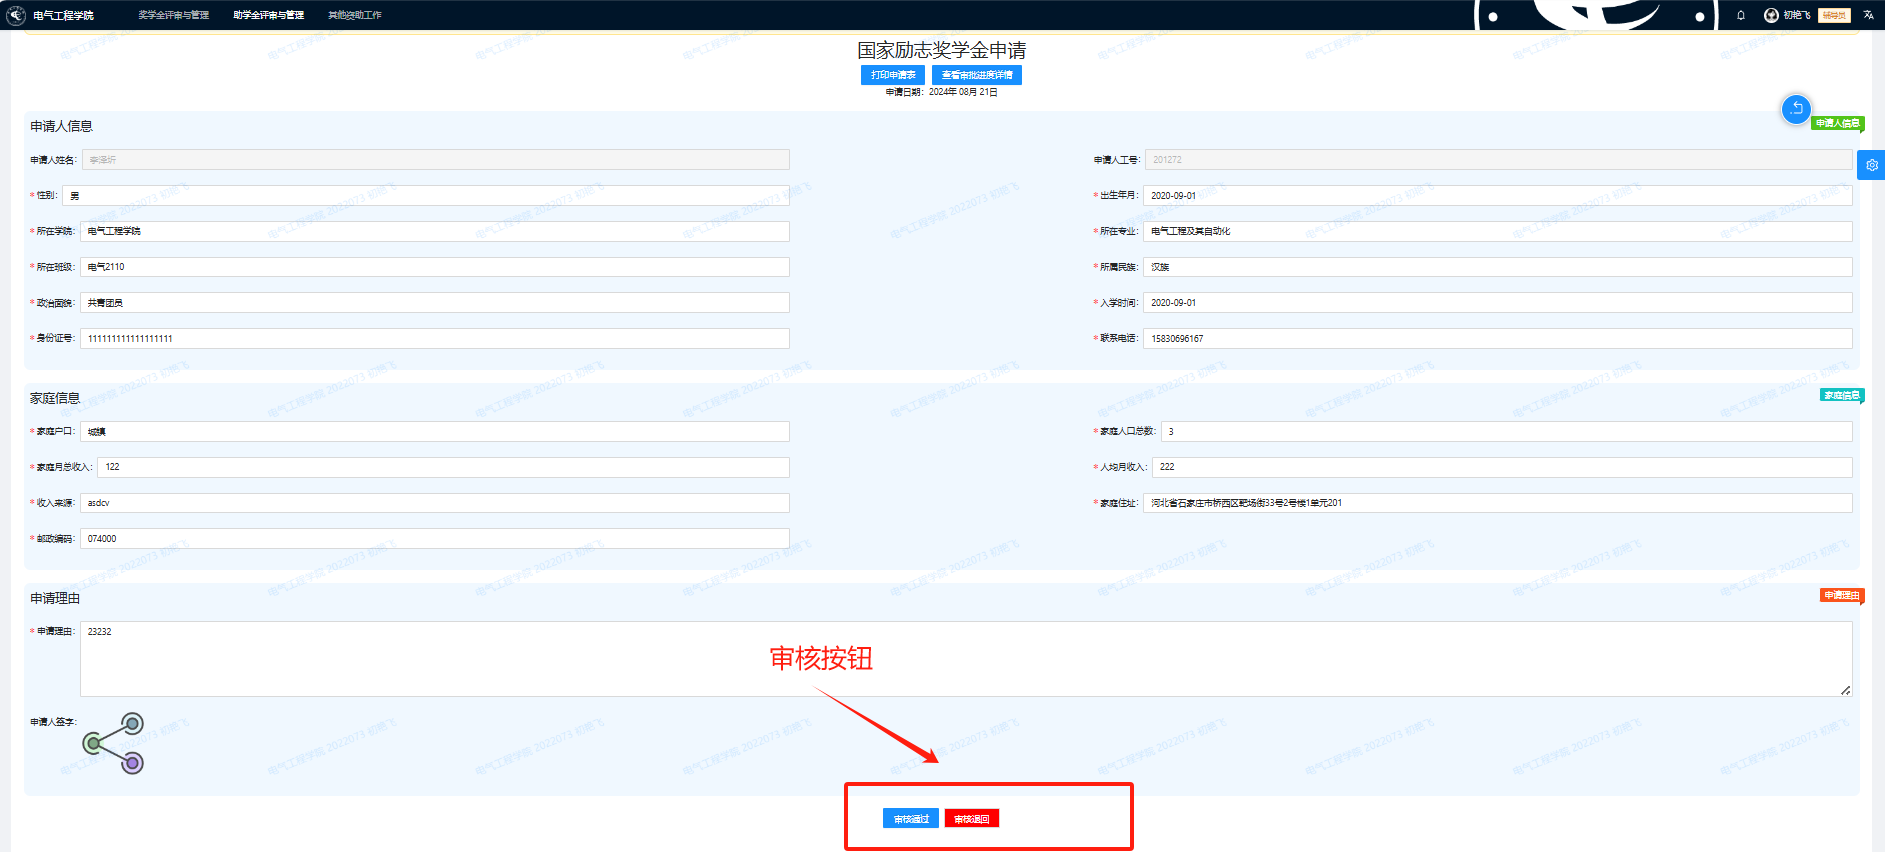 电气工程学院 奖学金评审与管理 助学金评审与管理 其他资助工作 初艳飞 辅导员
国家励志奖学金申请
打印申请表 查看审批进度详情
申请日期：2024年 08月 21日
申请人信息 申请人信息
申请人姓名： 李泽昕 申请人工号： 201272
* 性别： 男 * 出生年月： 2020-09-01
* 所在学院： 电气工程学院 * 所在专业： 电气工程及其自动化
* 所在班级： 电气2110 * 所属民族： 汉族
* 政治面貌： 共青团员 * 入学时间： 2020-09-01
* 身份证号： 111111111111111111 * 联系电话： 15830696167
家庭信息 家庭信息
* 家庭户口： 城镇 * 家庭人口总数： 3
* 家庭月总收入： 122 * 人均月收入： 222
* 收入来源： asdcv * 家庭住址： 河北省石家庄市桥西区靶场街33号2号楼1单元201
* 邮政编码： 074000
申请理由 申请理由
* 申请理由： 23232
审核按钮
申请人签字：
审核通过 审核退回
电气工程学院 2022073 初艳飞